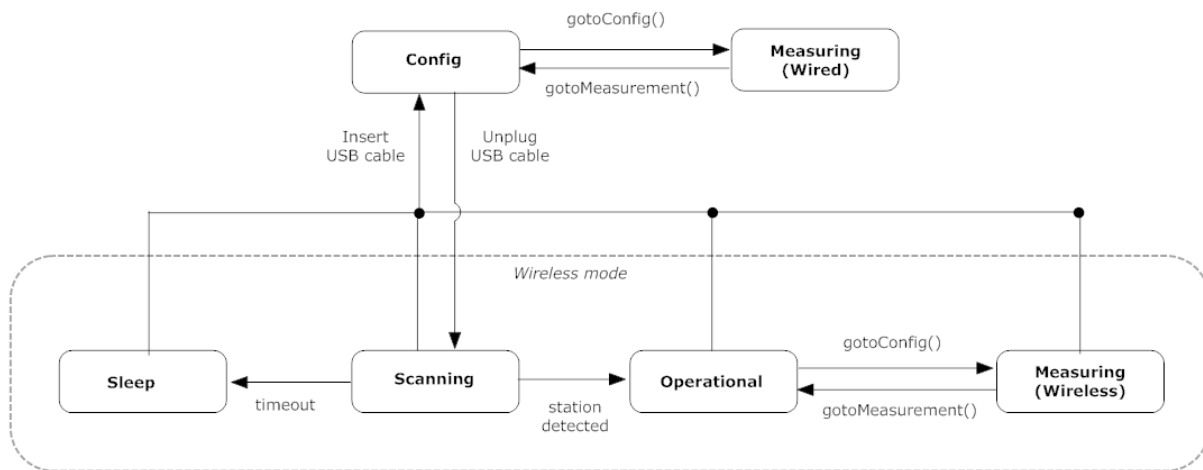 gotoConfig()
Config
Measuring
(Wired)
gotoMeasurement()
Insert
USB cable
Unplug
USB cable
Wireless mode
Sleep
timeout
Scanning
station
detected
Operational
gotoConfig()
gotoMeasurement()
Measuring
(Wireless)